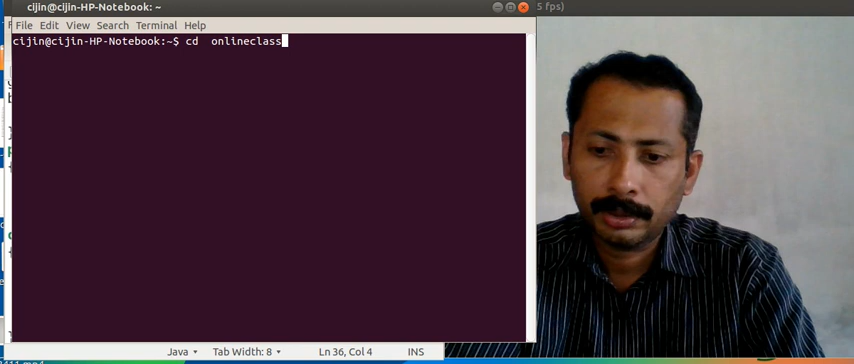 cijin@cijin-HP-Notebook: ~
5 fps)
File Edit View Search Terminal Help
cijin@cijin-HP-Notebook:~$ cd  onlineclass
Java Tab Width: 8 Ln 36, Col 4 INS